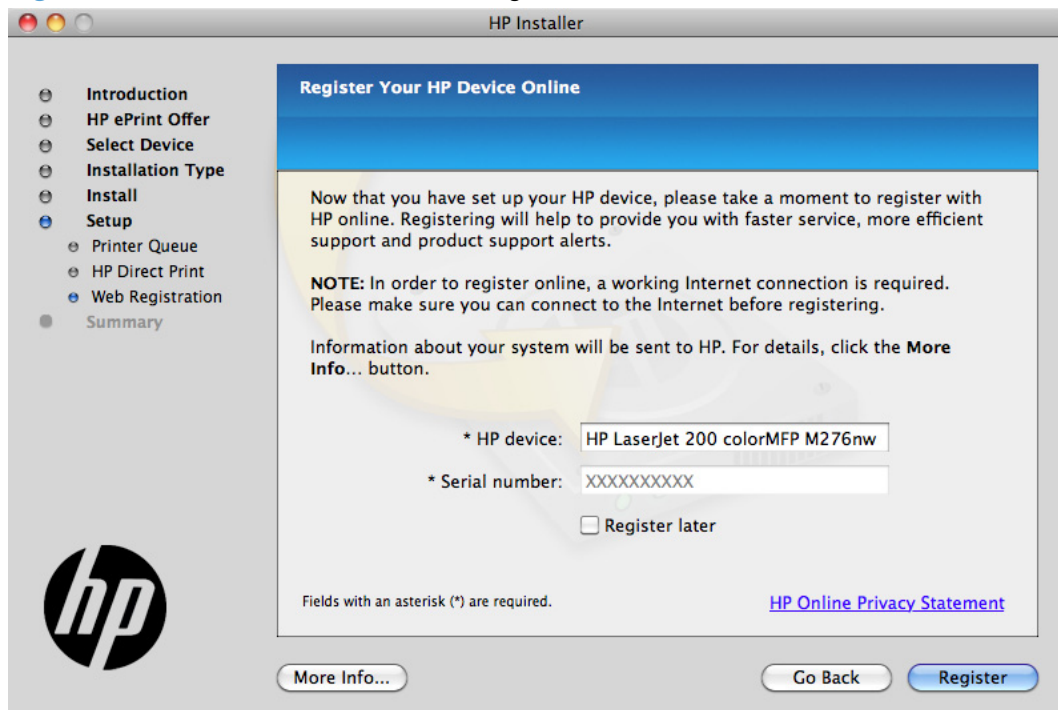 HP Installer
Introduction
HP ePrint Offer
Select Device
Installation Type
Install
Setup
Printer Queue
HP Direct Print
Web Registration
Summary
Register Your HP Device Online
Now that you have set up your HP device, please take a moment to register with
HP online. Registering will help to provide you with faster service, more efficient
support and product support alerts.
NOTE: In order to register online, a working Internet connection is required.
Please make sure you can connect to the Internet before registering.
Information about your system will be sent to HP. For details, click the More
Info... button.
* HP device: HP LaserJet 200 colorMFP M276nw
* Serial number: XXXXXXXXXX
Register later
Fields with an asterisk (*) are required.
HP Online Privacy Statement
hp
More Info...
Go Back
Register